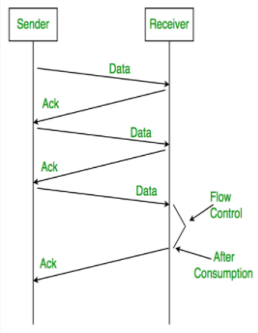 Sender Receiver
Data
Ack
Data
Ack
Data
Flow
Control
Ack
After
Consumption